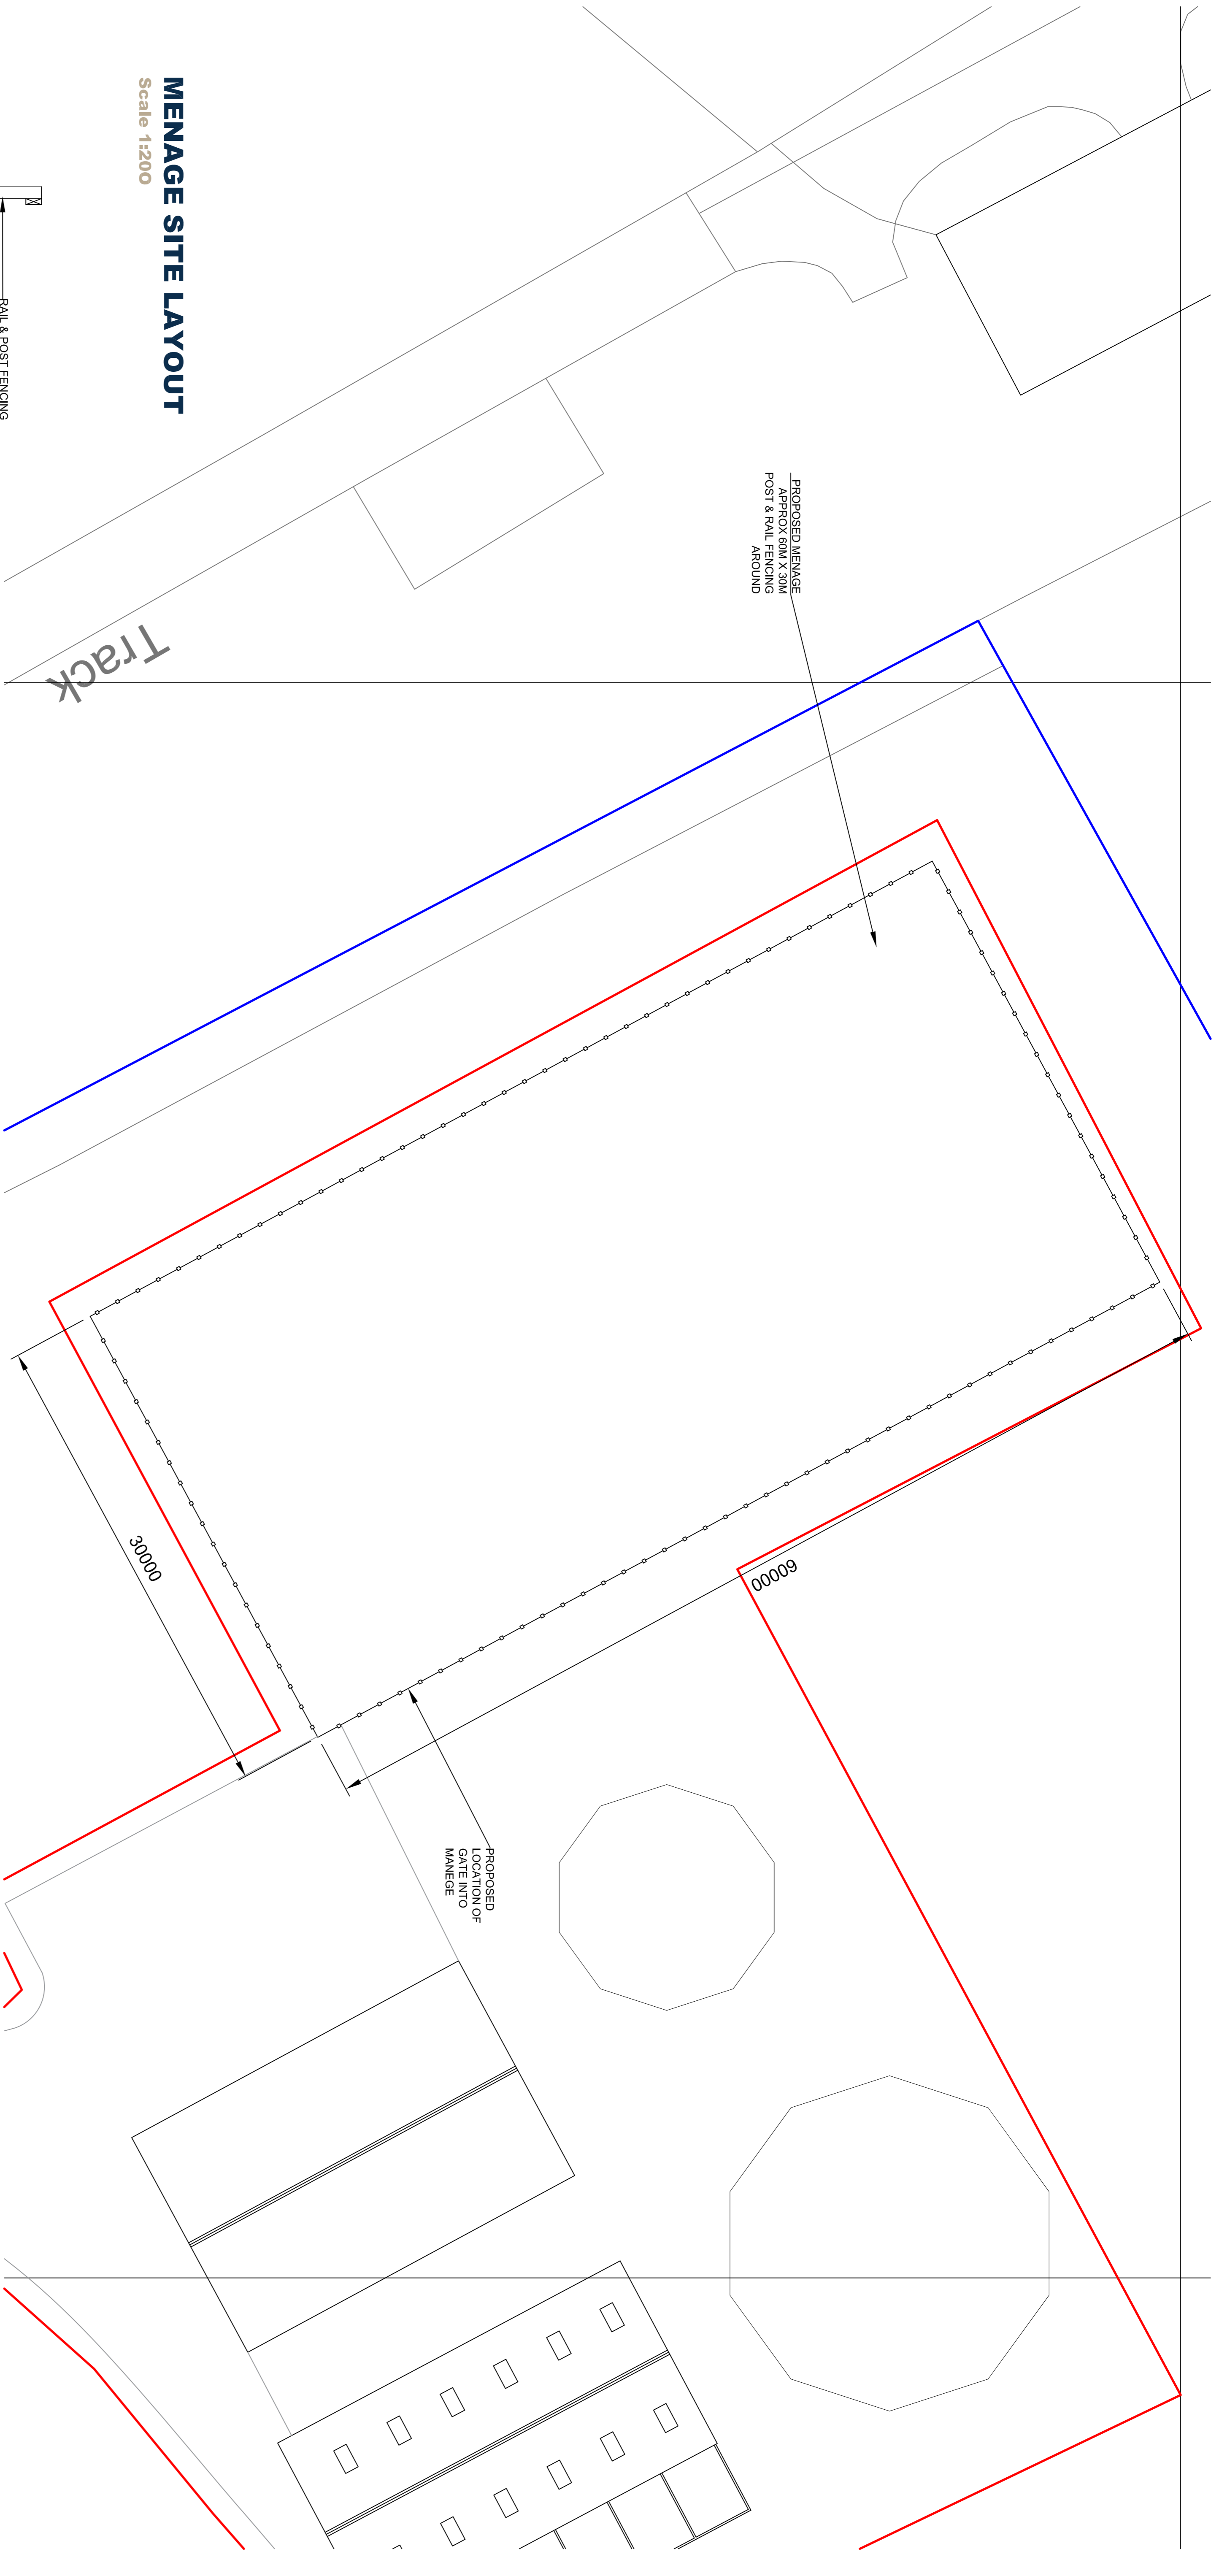 MENAGE SITE LAYOUT
Scale 1:200
RAIL & POST FENCING
Track
PROPOSED MENAGE
APPROX 60M X 30M
POST & RAIL FENCING
AROUND
30000
60000
PROPOSED
LOCATION OF
GATE INTO
MANEGE